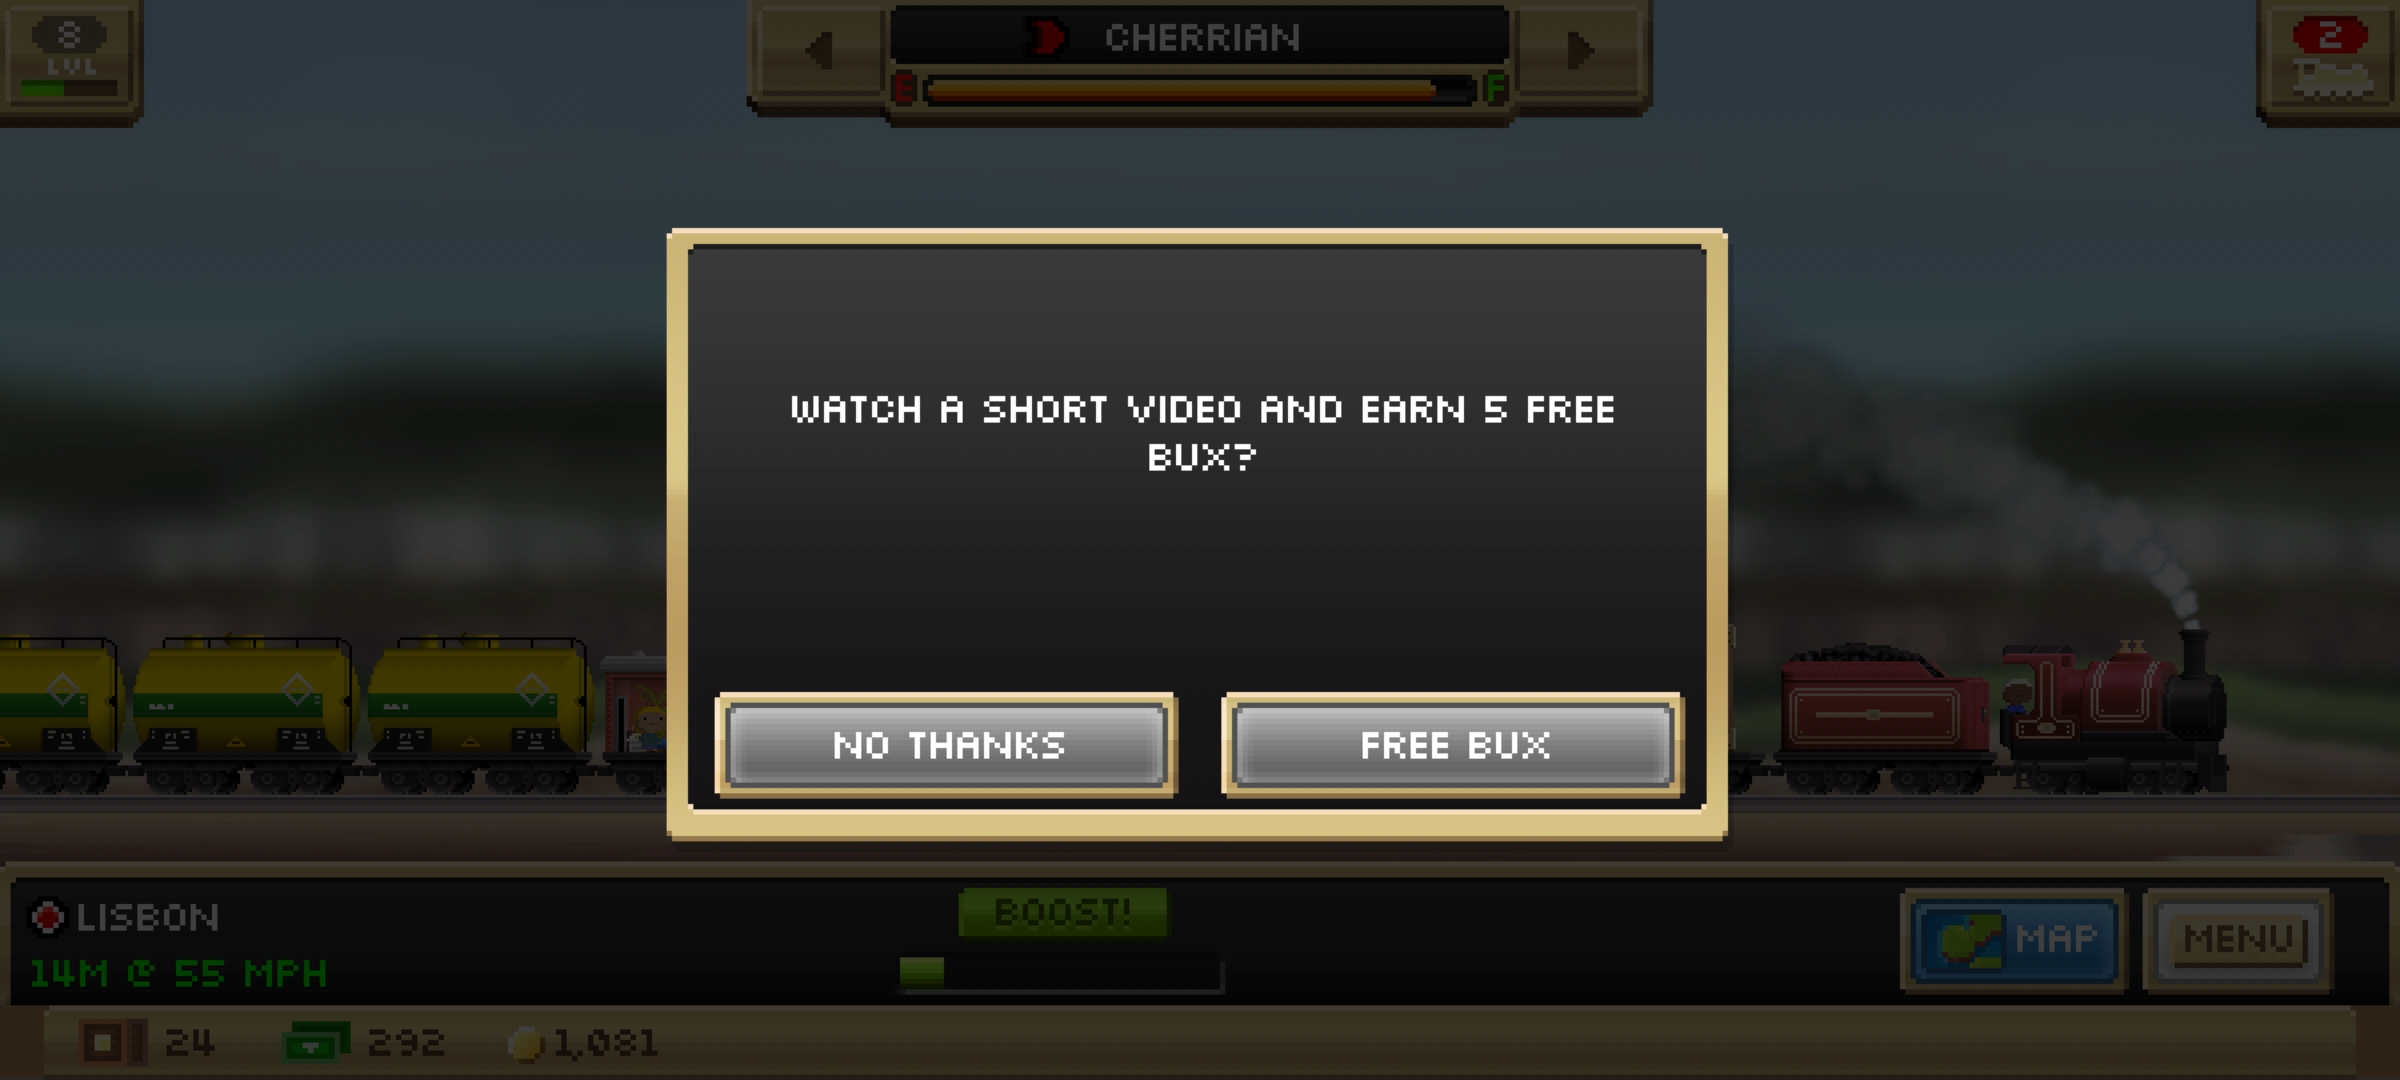 8
LVL
CHERRIAN
E F
2
WATCH A SHORT VIDEO AND EARN 5 FREE
BUX?
NO THANKS
FREE BUX
LISBON
14M @ 55 MPH
BOOST!
MAP
MENU
24
292
1,081